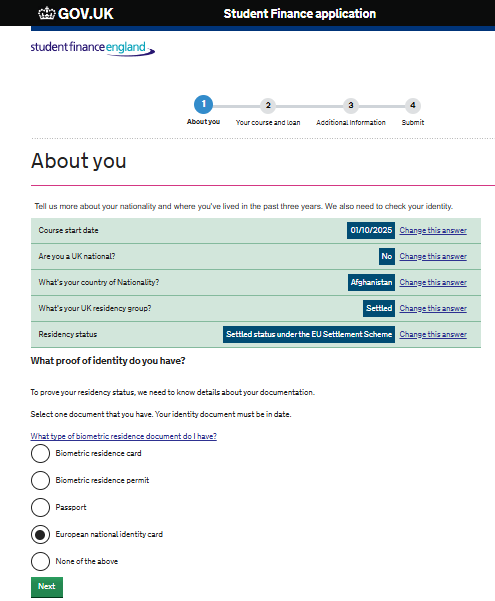 GOV.UK Student Finance application
studentfinanceengland
1 2 3 4
About you Your course and loan Additional Information Submit
About you
Tell us more about your nationality and where you've lived in the past three years. We also need to check your identity.
Course start date 01/10/2025 Change this answer
Are you a UK national? No Change this answer
What's your country of Nationality? Afghanistan Change this answer
What's your UK residency group? Settled Change this answer
Residency status Settled status under the EU Settlement Scheme Change this answer
What proof of identity do you have?
To prove your residency status, we need to know details about your documentation.
Select one document that you have. Your identity document must be in date.
What type of biometric residence document do I have?
Biometric residence card
Biometric residence permit
Passport
European national identity card
None of the above
Next